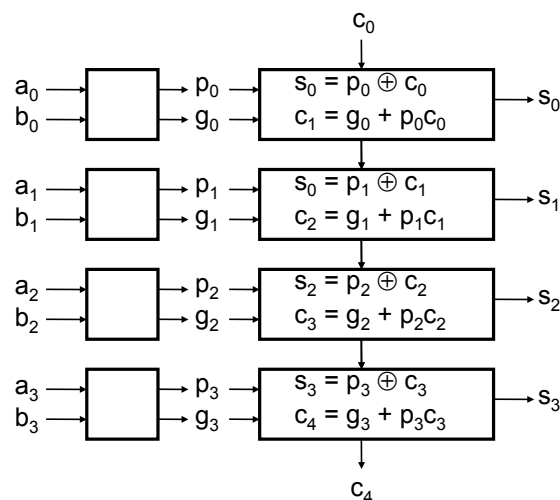 c₀
a₀ p₀ s₀ = p₀ ⊕ c₀ s₀
b₀ g₀ c₁ = g₀ + p₀c₀
a₁ p₁ s₀ = p₁ ⊕ c₁ s₁
b₁ g₁ c₂ = g₁ + p₁c₁
a₂ p₂ s₂ = p₂ ⊕ c₂ s₂
b₂ g₂ c₃ = g₂ + p₂c₂
a₃ p₃ s₃ = p₃ ⊕ c₃ s₃
b₃ g₃ c₄ = g₃ + p₃c₃
c₄